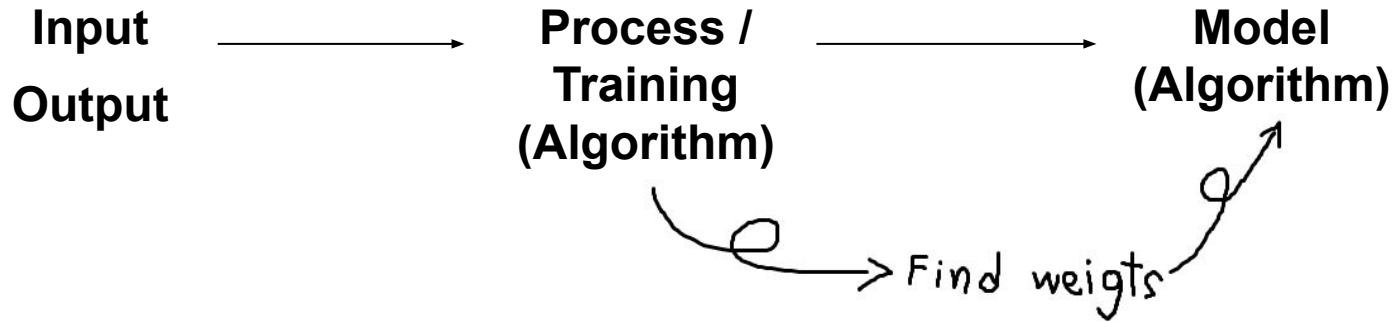 Input
Output
Process /
Training
(Algorithm)
Model
(Algorithm)
Find weigts